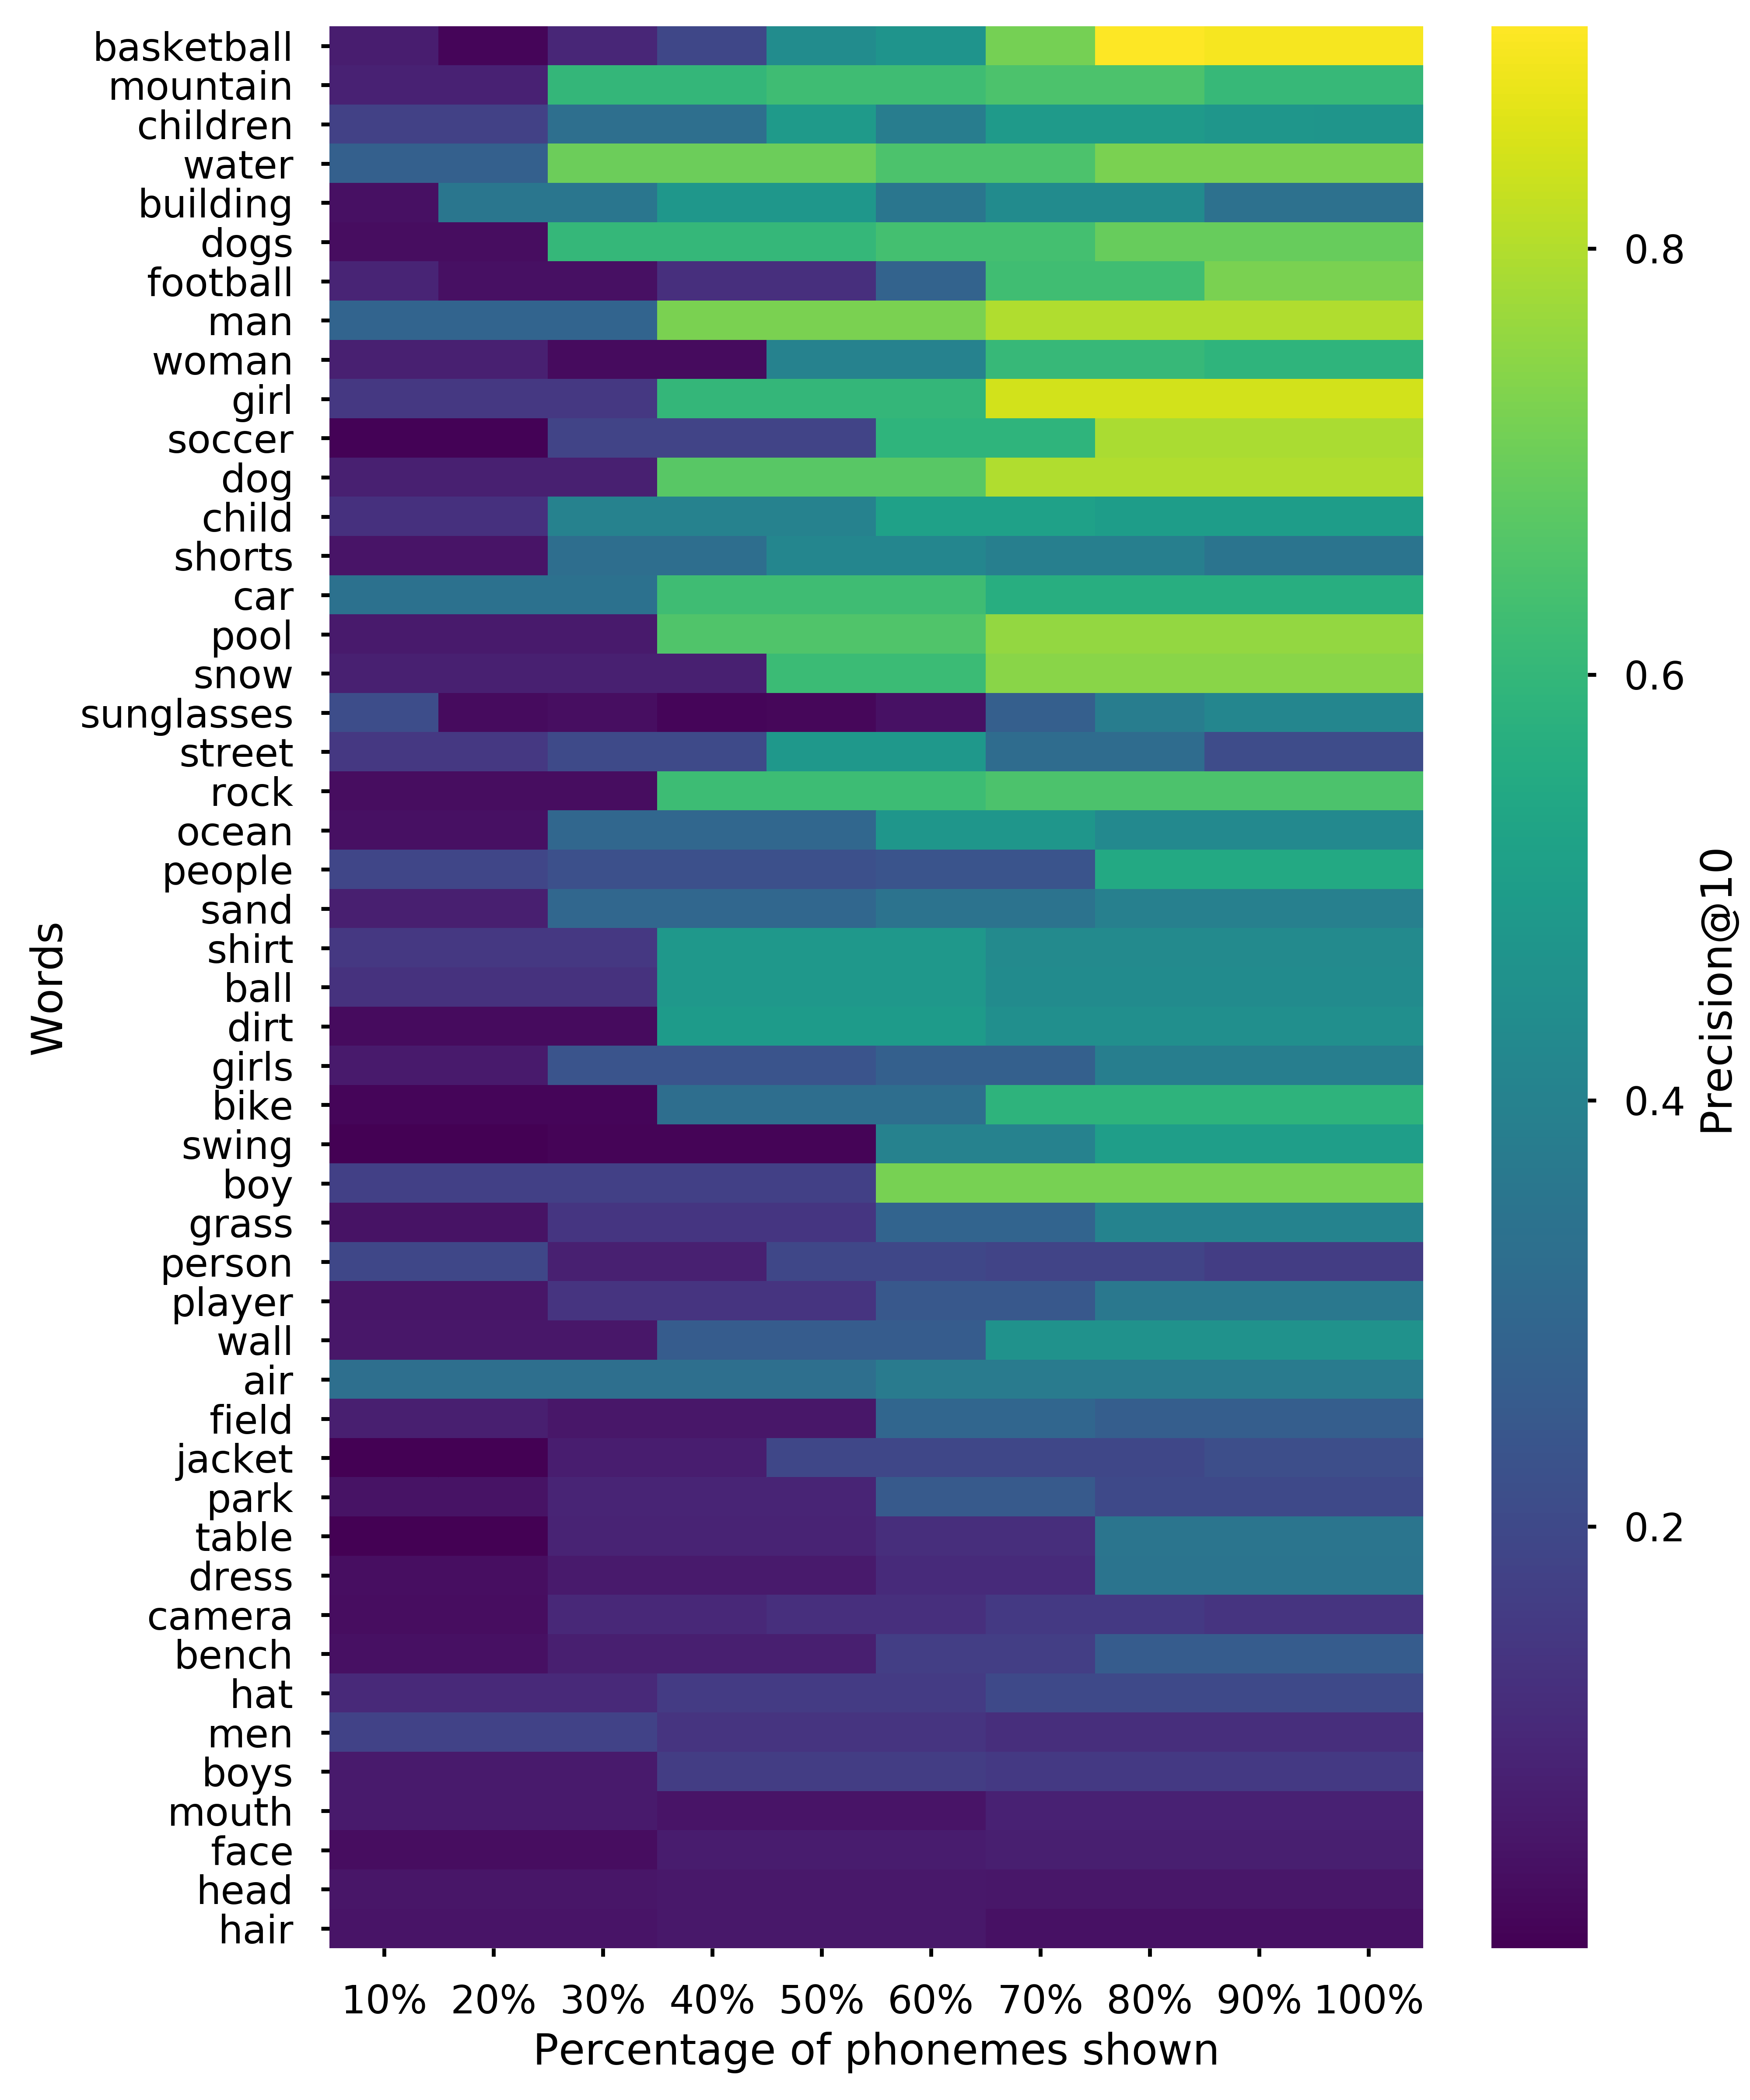 basketball
mountain
children
water
building
dogs
football
man
woman
girl
soccer
dog
child
shorts
car
pool
snow
sunglasses
street
rock
ocean
people
sand
shirt
ball
dirt
girls
bike
swing
boy
grass
person
player
wall
air
field
jacket
park
table
dress
camera
bench
hat
men
boys
mouth
face
head
hair
Words
10% 20% 30% 40% 50% 60% 70% 80% 90% 100%
Percentage of phonemes shown
0.8
0.6
0.4
0.2
Precision@10